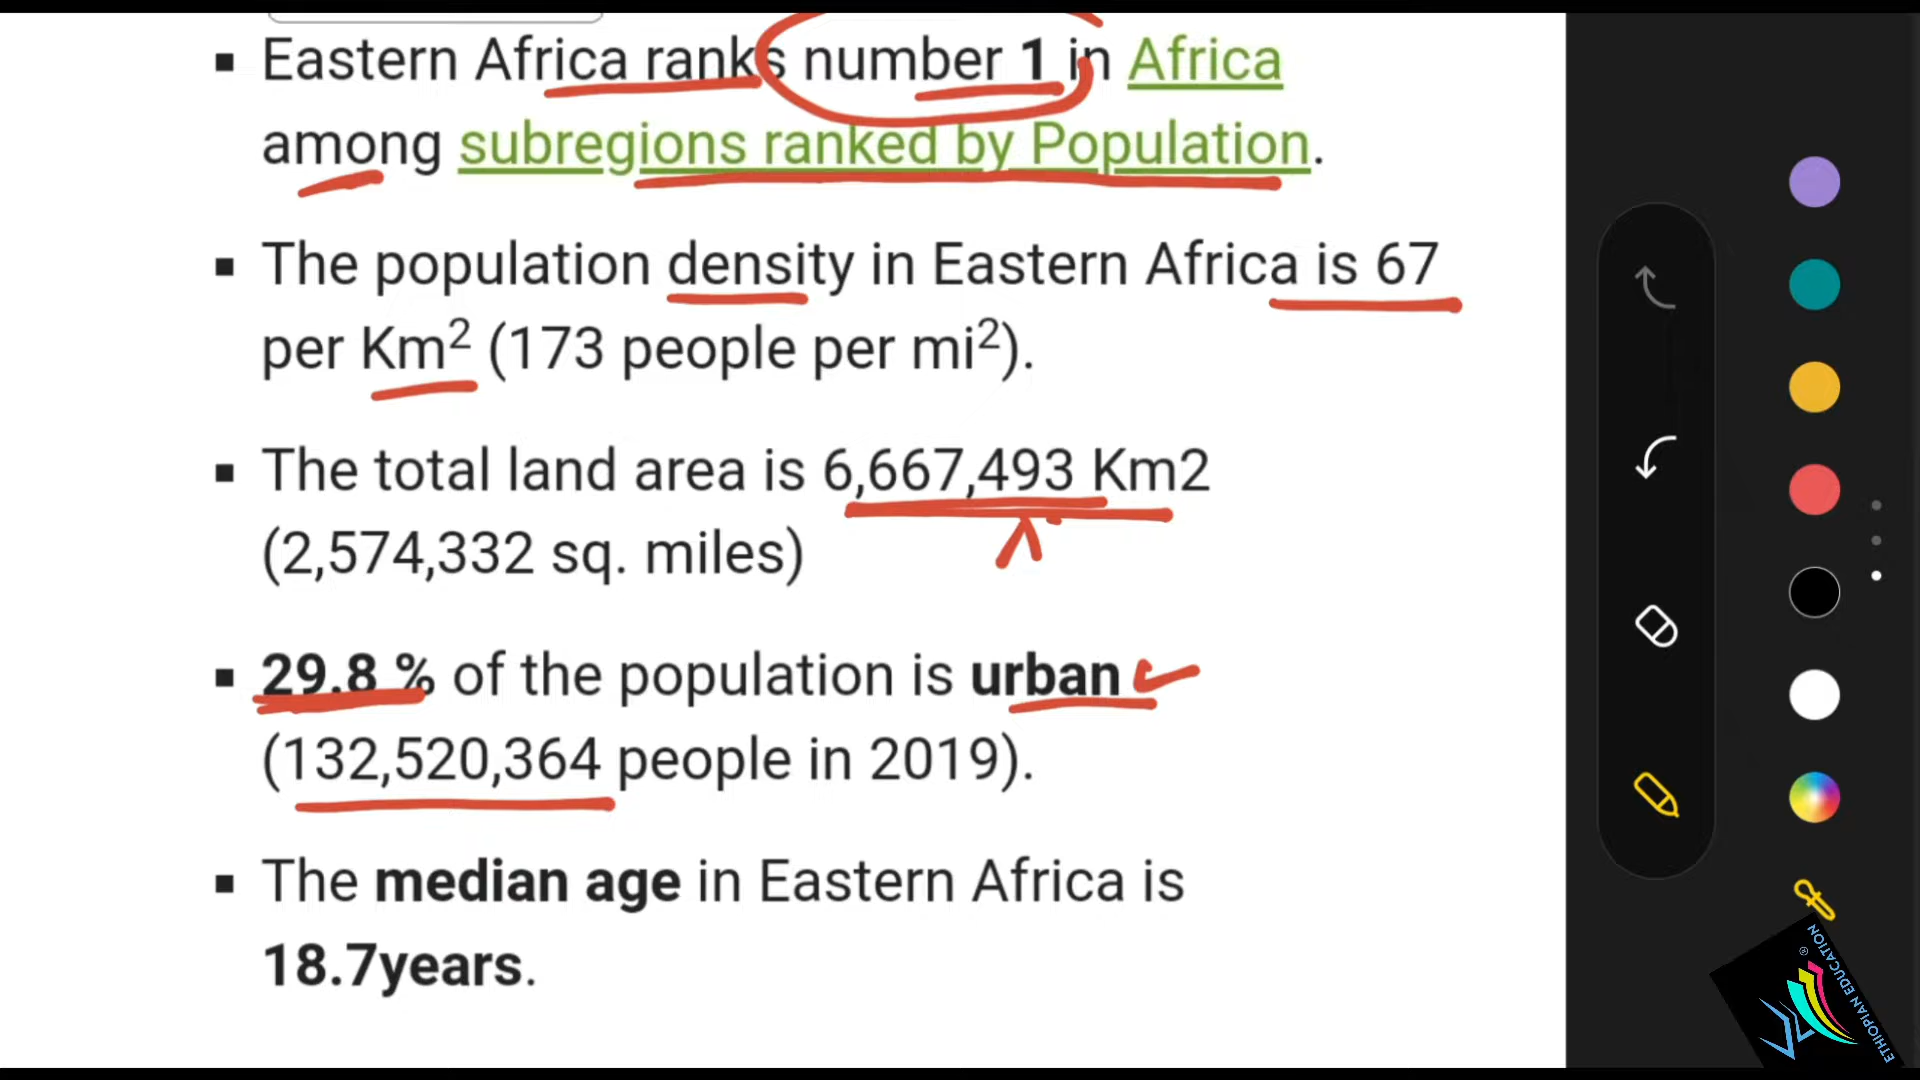 ▪ Eastern Africa ranks number 1 in Africa
among subregions ranked by Population.
▪ The population density in Eastern Africa is 67
per Km² (173 people per mi²).
▪ The total land area is 6,667,493 Km2
(2,574,332 sq. miles)
▪ 29.8 % of the population is urban
(132,520,364 people in 2019).
▪ The median age in Eastern Africa is
18.7years.
ETHIOPIAN EDUCATION ®